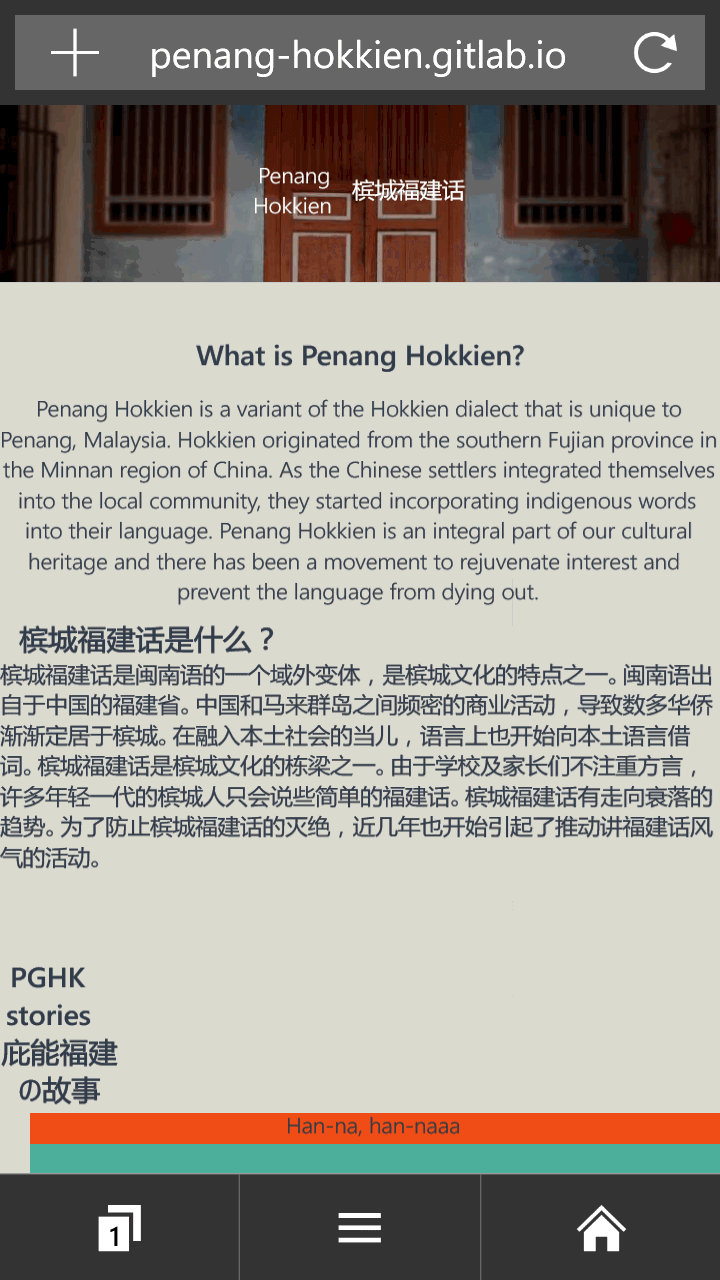 penang-hokkien.gitlab.io
Penang
Hokkien
槟城福建话
What is Penang Hokkien?
Penang Hokkien is a variant of the Hokkien dialect that is unique to
Penang, Malaysia. Hokkien originated from the southern Fujian province in
the Minnan region of China. As the Chinese settlers integrated themselves
into the local community, they started incorporating indigenous words
into their language. Penang Hokkien is an integral part of our cultural
heritage and there has been a movement to rejuvenate interest and
prevent the language from dying out.
槟城福建话是什么？
槟城福建话是闽南语的一个域外变体，是槟城文化的特点之一。闽南语出
自于中国的福建省。中国和马来群岛之间频密的商业活动，导致数多华侨
渐渐定居于槟城。在融入本土社会的当儿，语言上也开始向本土语言借
词。槟城福建话是槟城文化的栋梁之一。由于学校及家长们不注重方言，
许多年轻一代的槟城人只会说些简单的福建话。槟城福建话有走向衰落的
趋势。为了防止槟城福建话的灭绝，近几年也开始引起了推动讲福建话风
气的活动。
PGHK
stories
庇能福建
の故事
Han-na, han-naaa
1